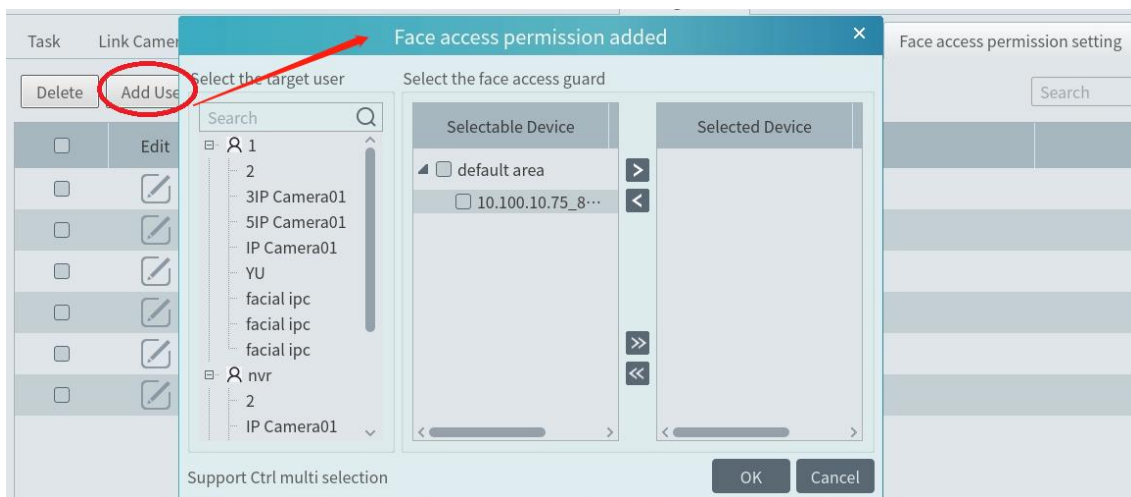 Task
Link Camer
Face access permission added
Face access permission setting
Delete
Add Use
Select the target user
Select the face access guard
Search
Search
Edit
1
2
3IP Camera01
5IP Camera01
IP Camera01
YU
facial ipc
facial ipc
facial ipc
nvr
2
IP Camera01
Selectable Device
default area
10.100.10.75_8···
Selected Device
Support Ctrl multi selection
OK
Cancel